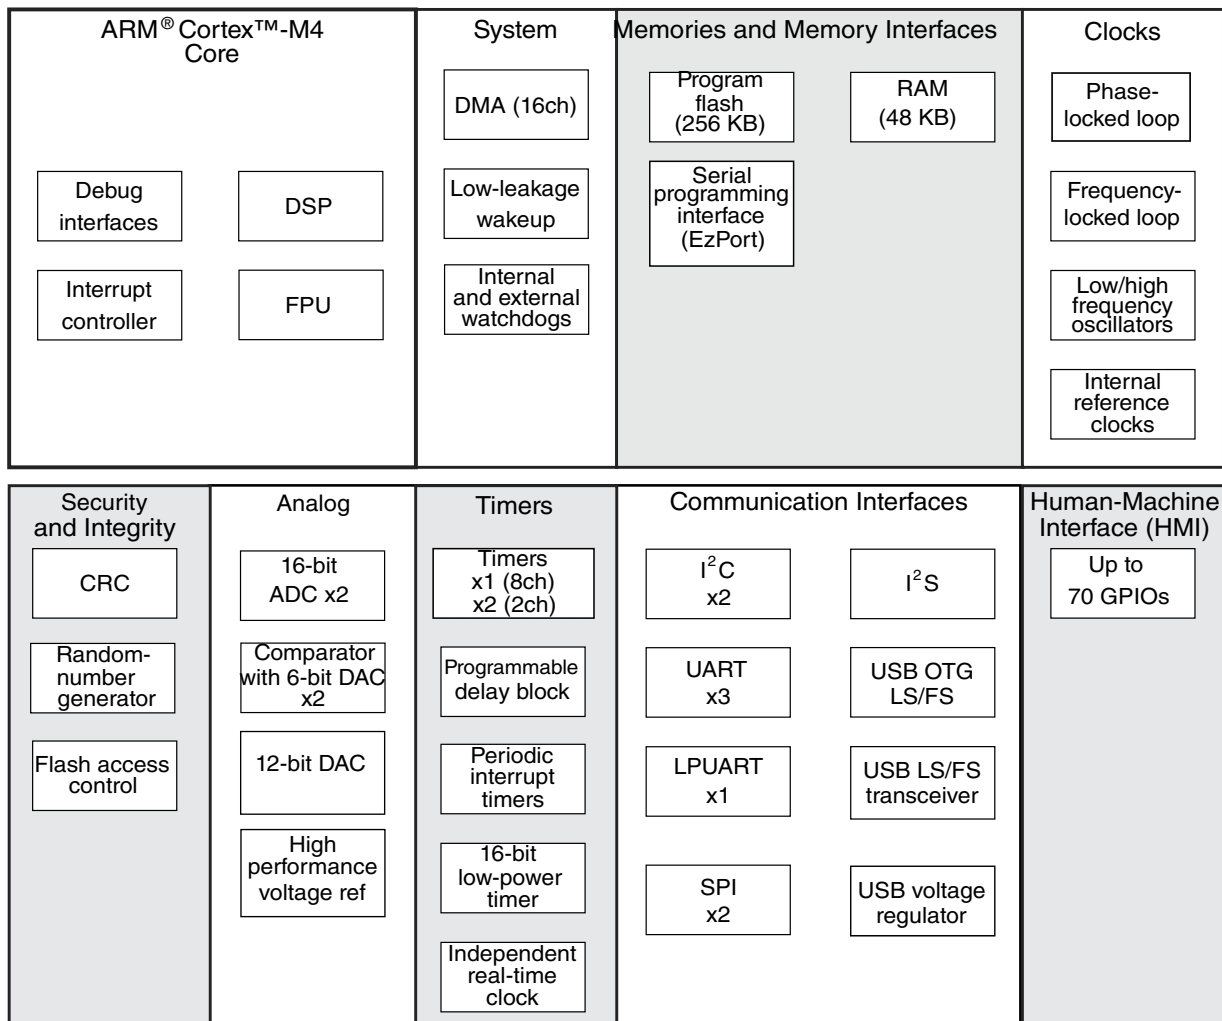 ARM® Cortex™-M4
Core
Debug
interfaces
DSP
Interrupt
controller
FPU
System
DMA (16ch)
Low-leakage
wakeup
Internal
and external
watchdogs
Memories and Memory Interfaces
Program
flash
(256 KB)
RAM
(48 KB)
Serial
programming
interface
(EzPort)
Clocks
Phase-
locked loop
Frequency-
locked loop
Low/high
frequency
oscillators
Internal
reference
clocks
Security
and Integrity
CRC
Random-
number
generator
Flash access
control
Analog
16-bit
ADC x2
Comparator
with 6-bit DAC
x2
12-bit DAC
High
performance
voltage ref
Timers
Timers
x1 (8ch)
x2 (2ch)
Programmable
delay block
Periodic
interrupt
timers
16-bit
low-power
timer
Independent
real-time
clock
Communication Interfaces
I²C
x2
I²S
UART
x3
USB OTG
LS/FS
LPUART
x1
USB LS/FS
transceiver
SPI
x2
USB voltage
regulator
Human-Machine
Interface (HMI)
Up to
70 GPIOs